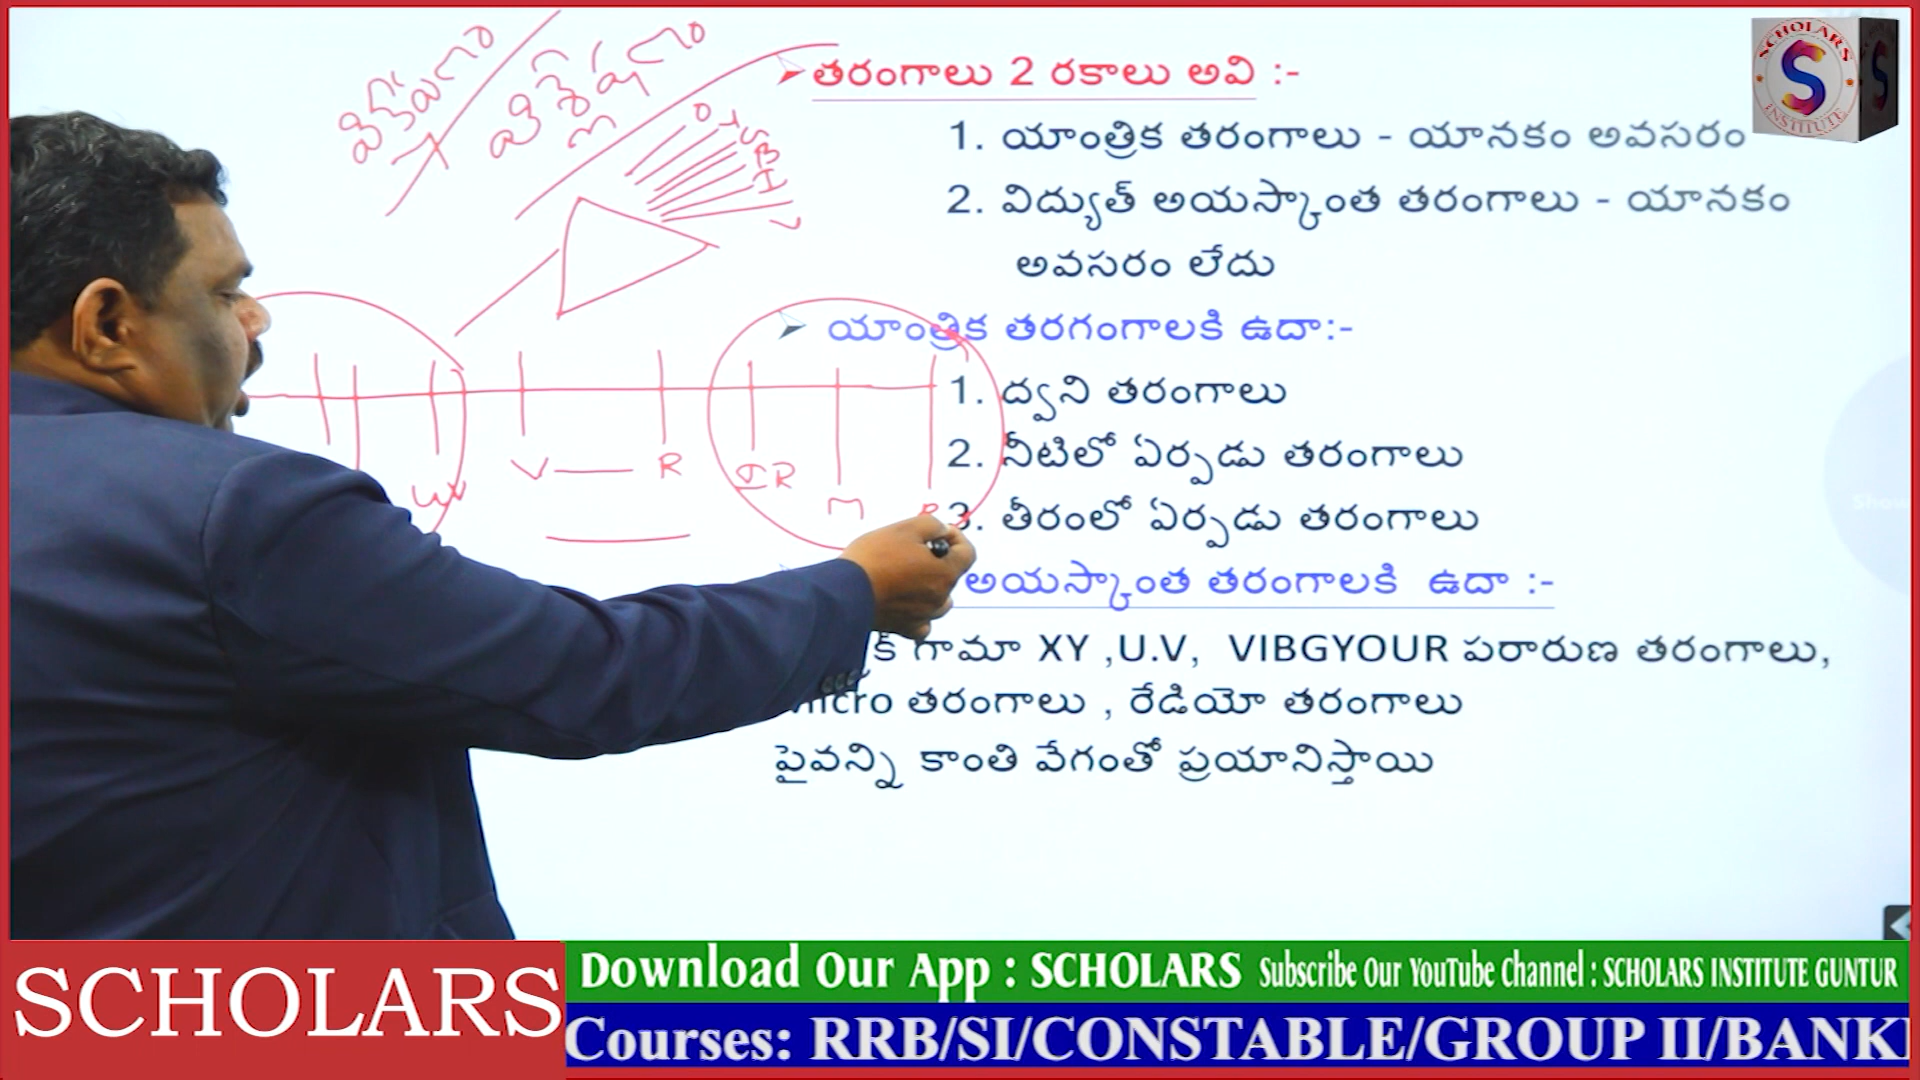 విక్షేపణం
విశ్లేషణం
తరంగాలు 2 రకాలు అవి :-
SCHOLARS
S
INSTITUTE
O
Y
G
B
I
V
1. యాంత్రిక తరంగాలు - యానకం అవసరం
2. విద్యుత్ అయస్కాంత తరంగాలు - యానకం
అవసరం లేదు
యాంత్రిక తరగంగాలకి ఉదా:-
1. ద్వని తరంగాలు
2. నీటిలో ఏర్పడు తరంగాలు
3. తీరంలో ఏర్పడు తరంగాలు
UV V R IR M R
అయస్కాంత తరంగాలకి ఉదా :-
గామా XY ,U.V, VIBGYOUR పరారుణ తరంగాలు,
micro తరంగాలు , రేడియో తరంగాలు
పైవన్ని కాంతి వేగంతో ప్రయానిస్తాయి
SCHOLARS
Download Our App : SCHOLARS Subscribe Our YouTube Channel : SCHOLARS INSTITUTE GUNTUR
Courses: RRB/SI/CONSTABLE/GROUP II/BANK